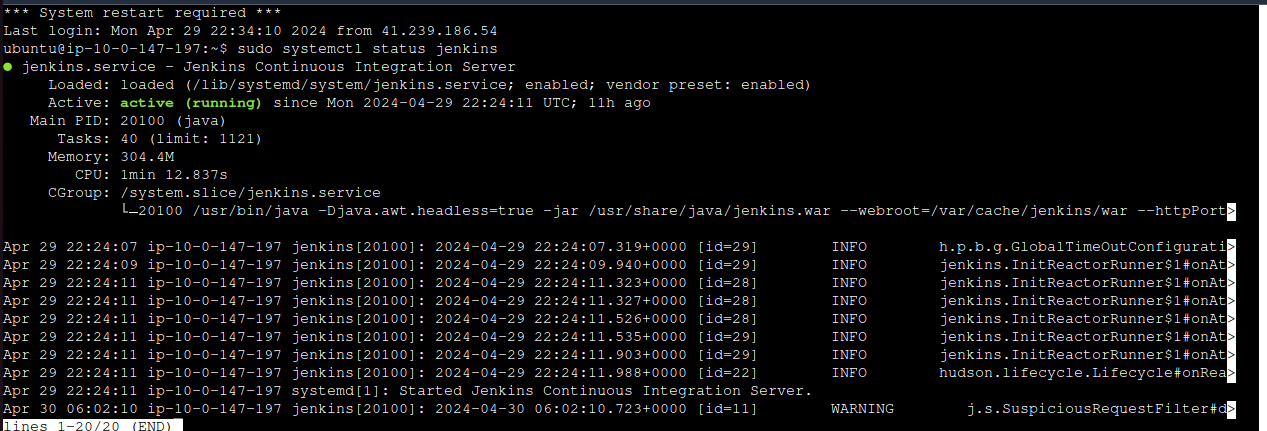 *** System restart required ***
Last login: Mon Apr 29 22:34:10 2024 from 41.239.186.54
ubuntu@ip-10-0-147-197:~$ sudo systemctl status jenkins
● jenkins.service - Jenkins Continuous Integration Server
     Loaded: loaded (/lib/systemd/system/jenkins.service; enabled; vendor preset: enabled)
     Active: active (running) since Mon 2024-04-29 22:24:11 UTC; 11h ago
   Main PID: 20100 (java)
      Tasks: 40 (limit: 1121)
     Memory: 304.4M
        CPU: 1min 12.837s
     CGroup: /system.slice/jenkins.service
             └─20100 /usr/bin/java -Djava.awt.headless=true -jar /usr/share/java/jenkins.war --webroot=/var/cache/jenkins/war --httpPort>
Apr 29 22:24:07 ip-10-0-147-197 jenkins[20100]: 2024-04-29 22:24:07.319+0000 [id=29]        INFO        h.p.b.g.GlobalTimeOutConfigurati>
Apr 29 22:24:09 ip-10-0-147-197 jenkins[20100]: 2024-04-29 22:24:09.940+0000 [id=29]        INFO        jenkins.InitReactorRunner$1#onAt>
Apr 29 22:24:11 ip-10-0-147-197 jenkins[20100]: 2024-04-29 22:24:11.323+0000 [id=28]        INFO        jenkins.InitReactorRunner$1#onAt>
Apr 29 22:24:11 ip-10-0-147-197 jenkins[20100]: 2024-04-29 22:24:11.327+0000 [id=28]        INFO        jenkins.InitReactorRunner$1#onAt>
Apr 29 22:24:11 ip-10-0-147-197 jenkins[20100]: 2024-04-29 22:24:11.526+0000 [id=28]        INFO        jenkins.InitReactorRunner$1#onAt>
Apr 29 22:24:11 ip-10-0-147-197 jenkins[20100]: 2024-04-29 22:24:11.535+0000 [id=29]        INFO        jenkins.InitReactorRunner$1#onAt>
Apr 29 22:24:11 ip-10-0-147-197 jenkins[20100]: 2024-04-29 22:24:11.903+0000 [id=29]        INFO        jenkins.InitReactorRunner$1#onAt>
Apr 29 22:24:11 ip-10-0-147-197 jenkins[20100]: 2024-04-29 22:24:11.988+0000 [id=22]        INFO        hudson.lifecycle.Lifecycle#onRea>
Apr 29 22:24:11 ip-10-0-147-197 systemd[1]: Started Jenkins Continuous Integration Server.
Apr 30 06:02:10 ip-10-0-147-197 jenkins[20100]: 2024-04-30 06:02:10.723+0000 [id=11]        WARNING        j.s.SuspiciousRequestFilter#d>
lines 1-20/20 (END)